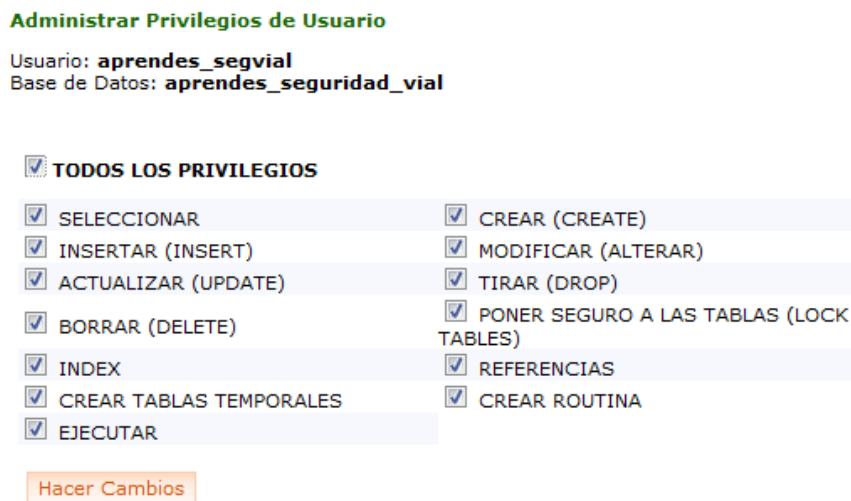 Administrar Privilegios de Usuario
Usuario: aprendes_segvial
Base de Datos: aprendes_seguridad_vial
TODOS LOS PRIVILEGIOS
SELECCIONAR
CREAR (CREATE)
INSERTAR (INSERT)
MODIFICAR (ALTERAR)
ACTUALIZAR (UPDATE)
TIRAR (DROP)
BORRAR (DELETE)
PONER SEGURO A LAS TABLAS (LOCK
TABLES)
INDEX
REFERENCIAS
CREAR TABLAS TEMPORALES
CREAR ROUTINA
EJECUTAR
Hacer Cambios